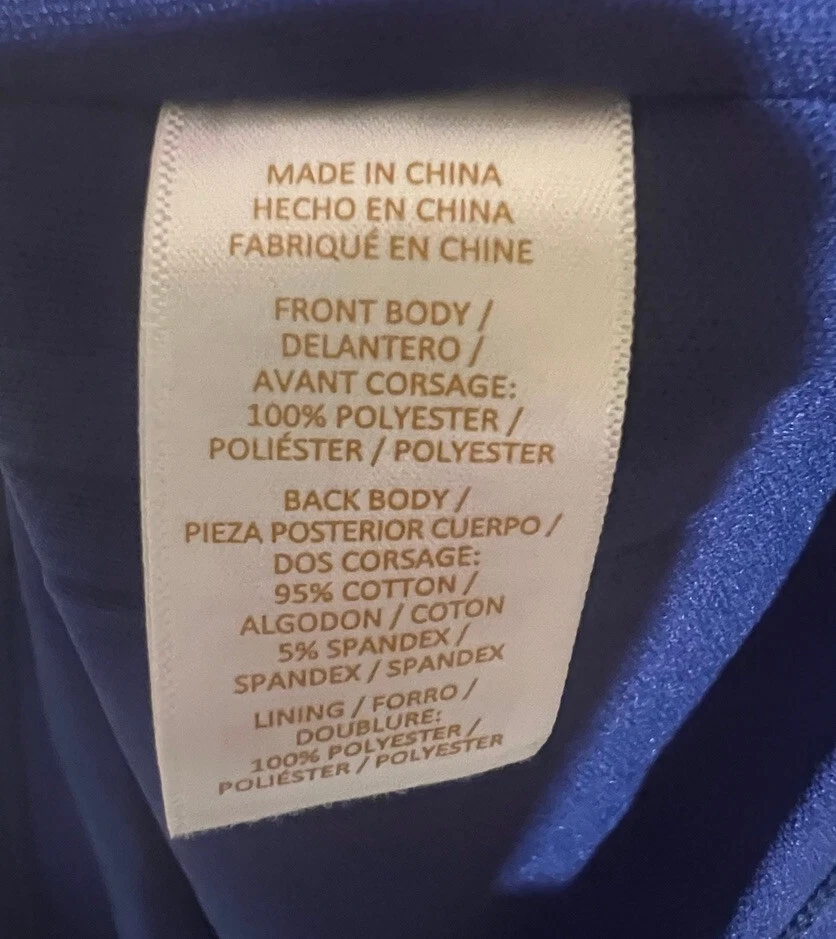 MADE IN CHINA
HECHO EN CHINA
FABRIQUÉ EN CHINE
FRONT BODY /
DELANTERO /
AVANT CORSAGE:
100% POLYESTER /
POLIÉSTER / POLYESTER
BACK BODY /
PIEZA POSTERIOR CUERPO /
DOS CORSAGE:
95% COTTON /
ALGODON / COTON
5% SPANDEX /
SPANDEX / SPANDEX
LINING / FORRO /
DOUBLURE:
100% POLYESTER /
POLIÉSTER / POLYESTER